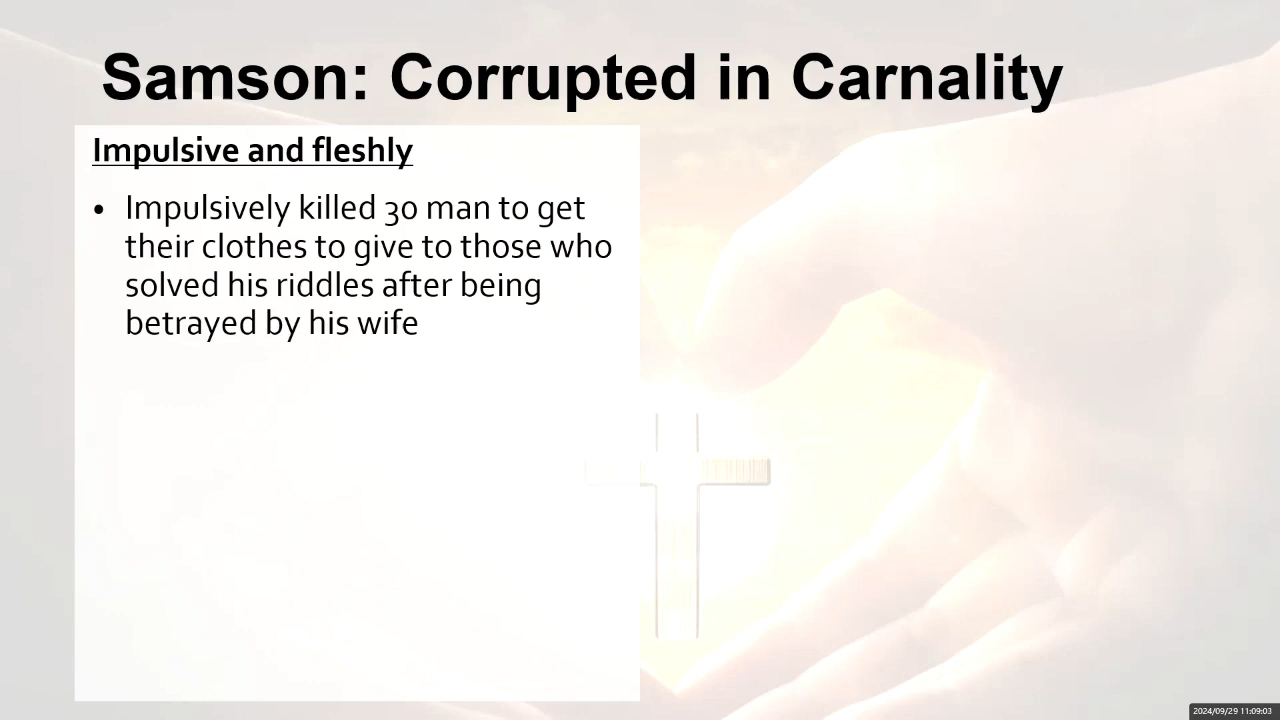 Samson: Corrupted in Carnality
Impulsive and fleshly
• Impulsively killed 30 man to get
their clothes to give to those who
solved his riddles after being
betrayed by his wife
2024/09/29 11:09:03